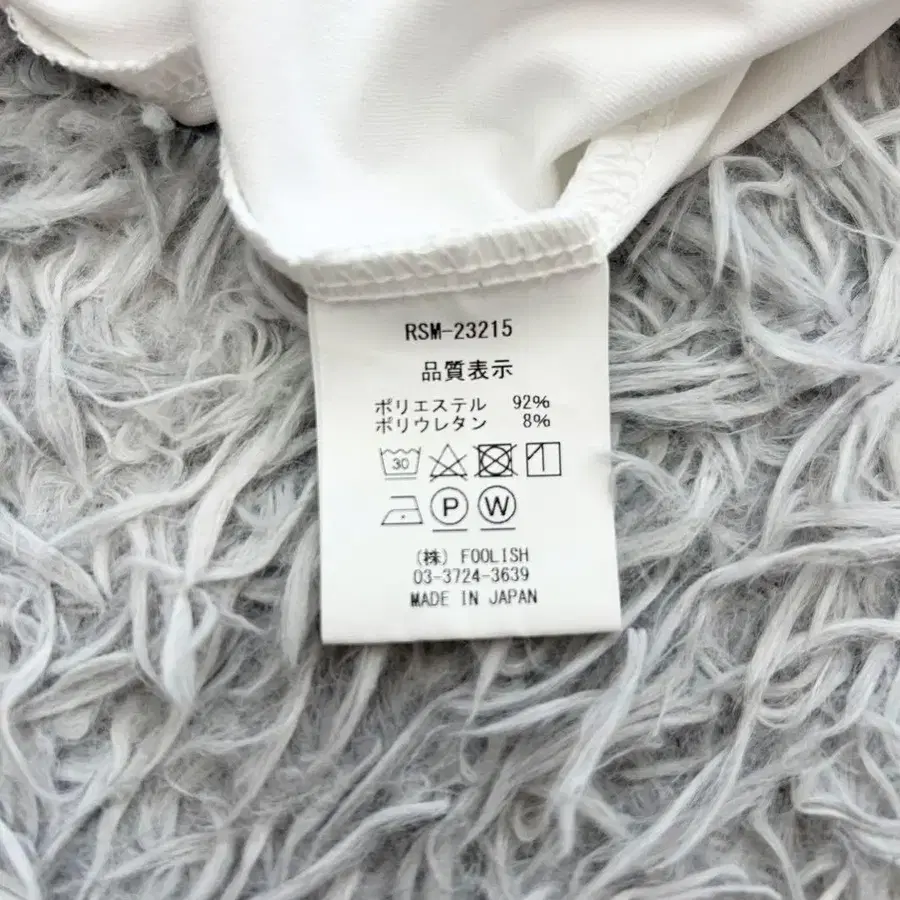 RSM-23215
品質表示
ポリエステル 92%
ポリウレタン 8%
30
P W
(株) FOOLISH
03-3724-3639
MADE IN JAPAN